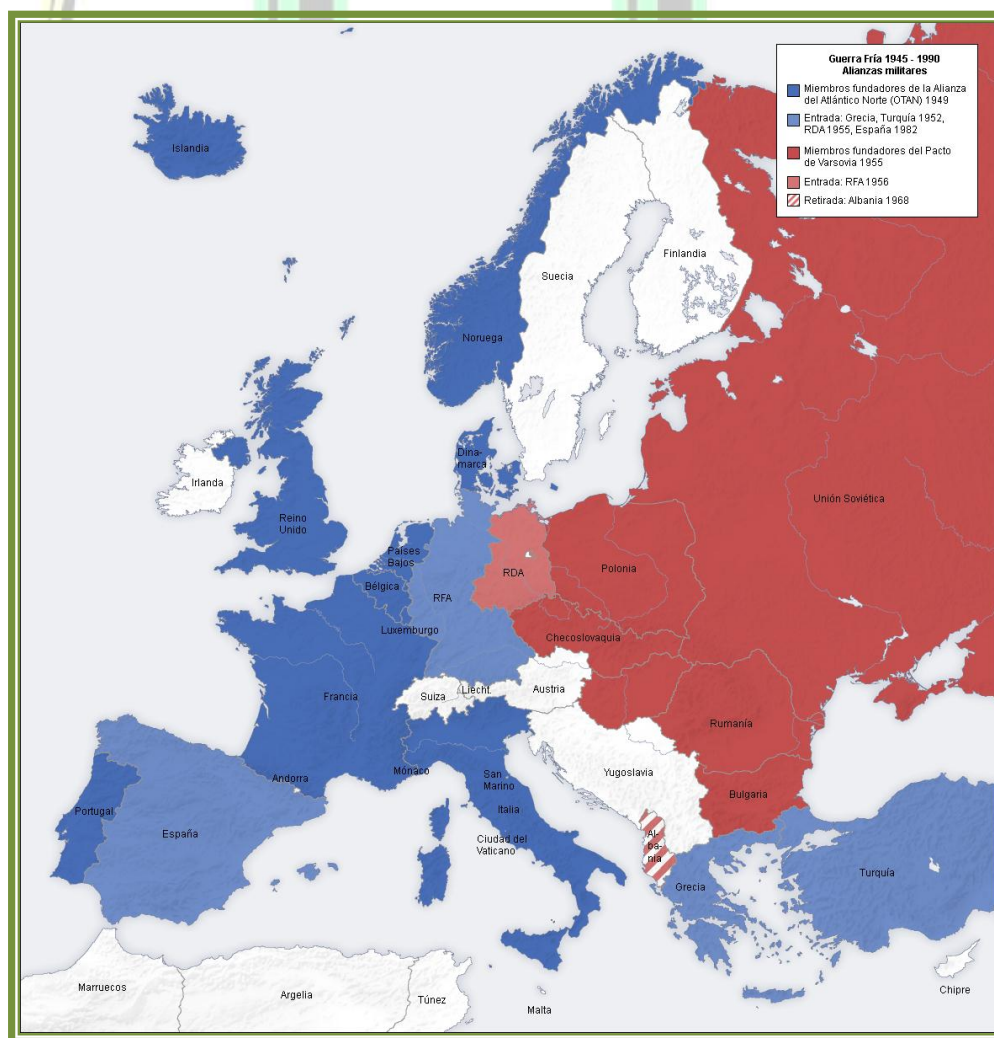 Guerra Fría 1945 - 1990
Alianzas militares
Miembros fundadores de la Alianza
del Atlántico Norte (OTAN) 1949
Entrada: Grecia, Turquía 1952,
RDA 1955, España 1982
Miembros fundadores del Pacto
de Varsovia 1955
Entrada: RFA 1956
Retirada: Albania 1968
Islandia
Suecia
Finlandia
Noruega
Dina-
marca
Irlanda
Reino
Unido
Unión Soviética
Países
Bajos
Bélgica
RFA
RDA
Polonia
Luxemburgo
Checoslovaquia
Francia
Suiza
Liecht.
Austria
Rumanía
Mónaco
San
Marino
Yugoslavia
Andorra
Bulgaria
Portugal
España
Italia
Ciudad del
Vaticano
Al-
ba-
nia
Grecia
Turquía
Marruecos
Argelia
Túnez
Malta
Chipre